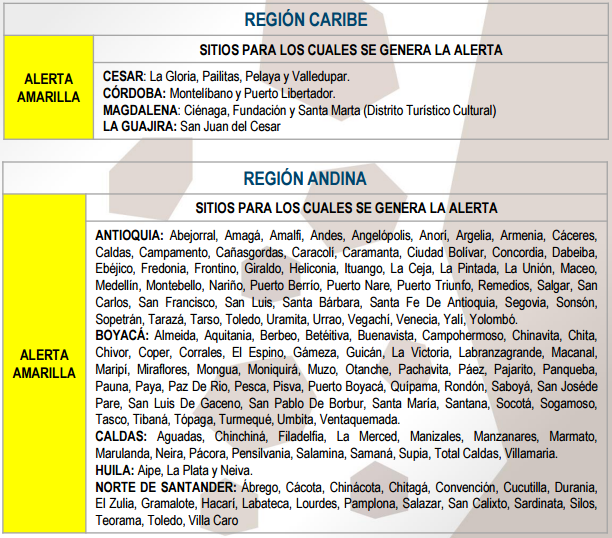 REGIÓN CARIBE
SITIOS PARA LOS CUALES SE GENERA LA ALERTA
ALERTA
AMARILLA
CESAR: La Gloria, Pailitas, Pelaya y Valledupar.
CÓRDOBA: Montelíbano y Puerto Libertador.
MAGDALENA: Ciénaga, Fundación y Santa Marta (Distrito Turístico Cultural)
LA GUAJIRA: San Juan del Cesar
REGIÓN ANDINA
SITIOS PARA LOS CUALES SE GENERA LA ALERTA
ALERTA
AMARILLA
ANTIOQUIA: Abejorral, Amagá, Amalfi, Andes, Angelópolis, Anorí, Argelia, Armenia, Cáceres,
Caldas, Campamento, Cañasgordas, Caracolí, Caramanta, Ciudad Bolívar, Concordia, Dabeiba,
Ebéjico, Fredonia, Frontino, Giraldo, Heliconia, Ituango, La Ceja, La Pintada, La Unión, Maceo,
Medellín, Montebello, Nariño, Puerto Berrío, Puerto Nare, Puerto Triunfo, Remedios, Salgar, San
Carlos, San Francisco, San Luis, Santa Bárbara, Santa Fe De Antioquia, Segovia, Sonsón,
Sopetrán, Tarazá, Tarso, Toledo, Uramita, Urrao, Vegachí, Venecia, Yalí, Yolombó.
BOYACÁ: Almeida, Aquitania, Berbeo, Betéitiva, Buenavista, Campohermoso, Chinavita, Chita,
Chivor, Coper, Corrales, El Espino, Gámeza, Guicán, La Victoria, Labranzagrande, Macanal,
Maripí, Miraflores, Mongua, Moniquirá, Muzo, Otanche, Pachavita, Páez, Pajarito, Panqueba,
Pauna, Paya, Paz De Río, Pesca, Pisva, Puerto Boyacá, Quípama, Rondón, Saboyá, San Joséde
Pare, San Luis De Gaceno, San Pablo De Borbur, Santa María, Santana, Socotá, Sogamoso,
Tasco, Tibaná, Tópaga, Turmequé, Umbita, Ventaquemada.
CALDAS: Aguadas, Chinchiná, Filadelfia, La Merced, Manizales, Manzanares, Marmato,
Marulanda, Neira, Pácora, Pensilvania, Salamina, Samaná, Supia, Total Caldas, Villamaria.
HUILA: Aipe, La Plata y Neiva.
NORTE DE SANTANDER: Ábrego, Cácota, Chinácota, Chitagá, Convención, Cucutilla, Durania,
El Zulia, Gramalote, Hacarí, Labateca, Lourdes, Pamplona, Salazar, San Calixto, Sardinata, Silos,
Teorama, Toledo, Villa Caro